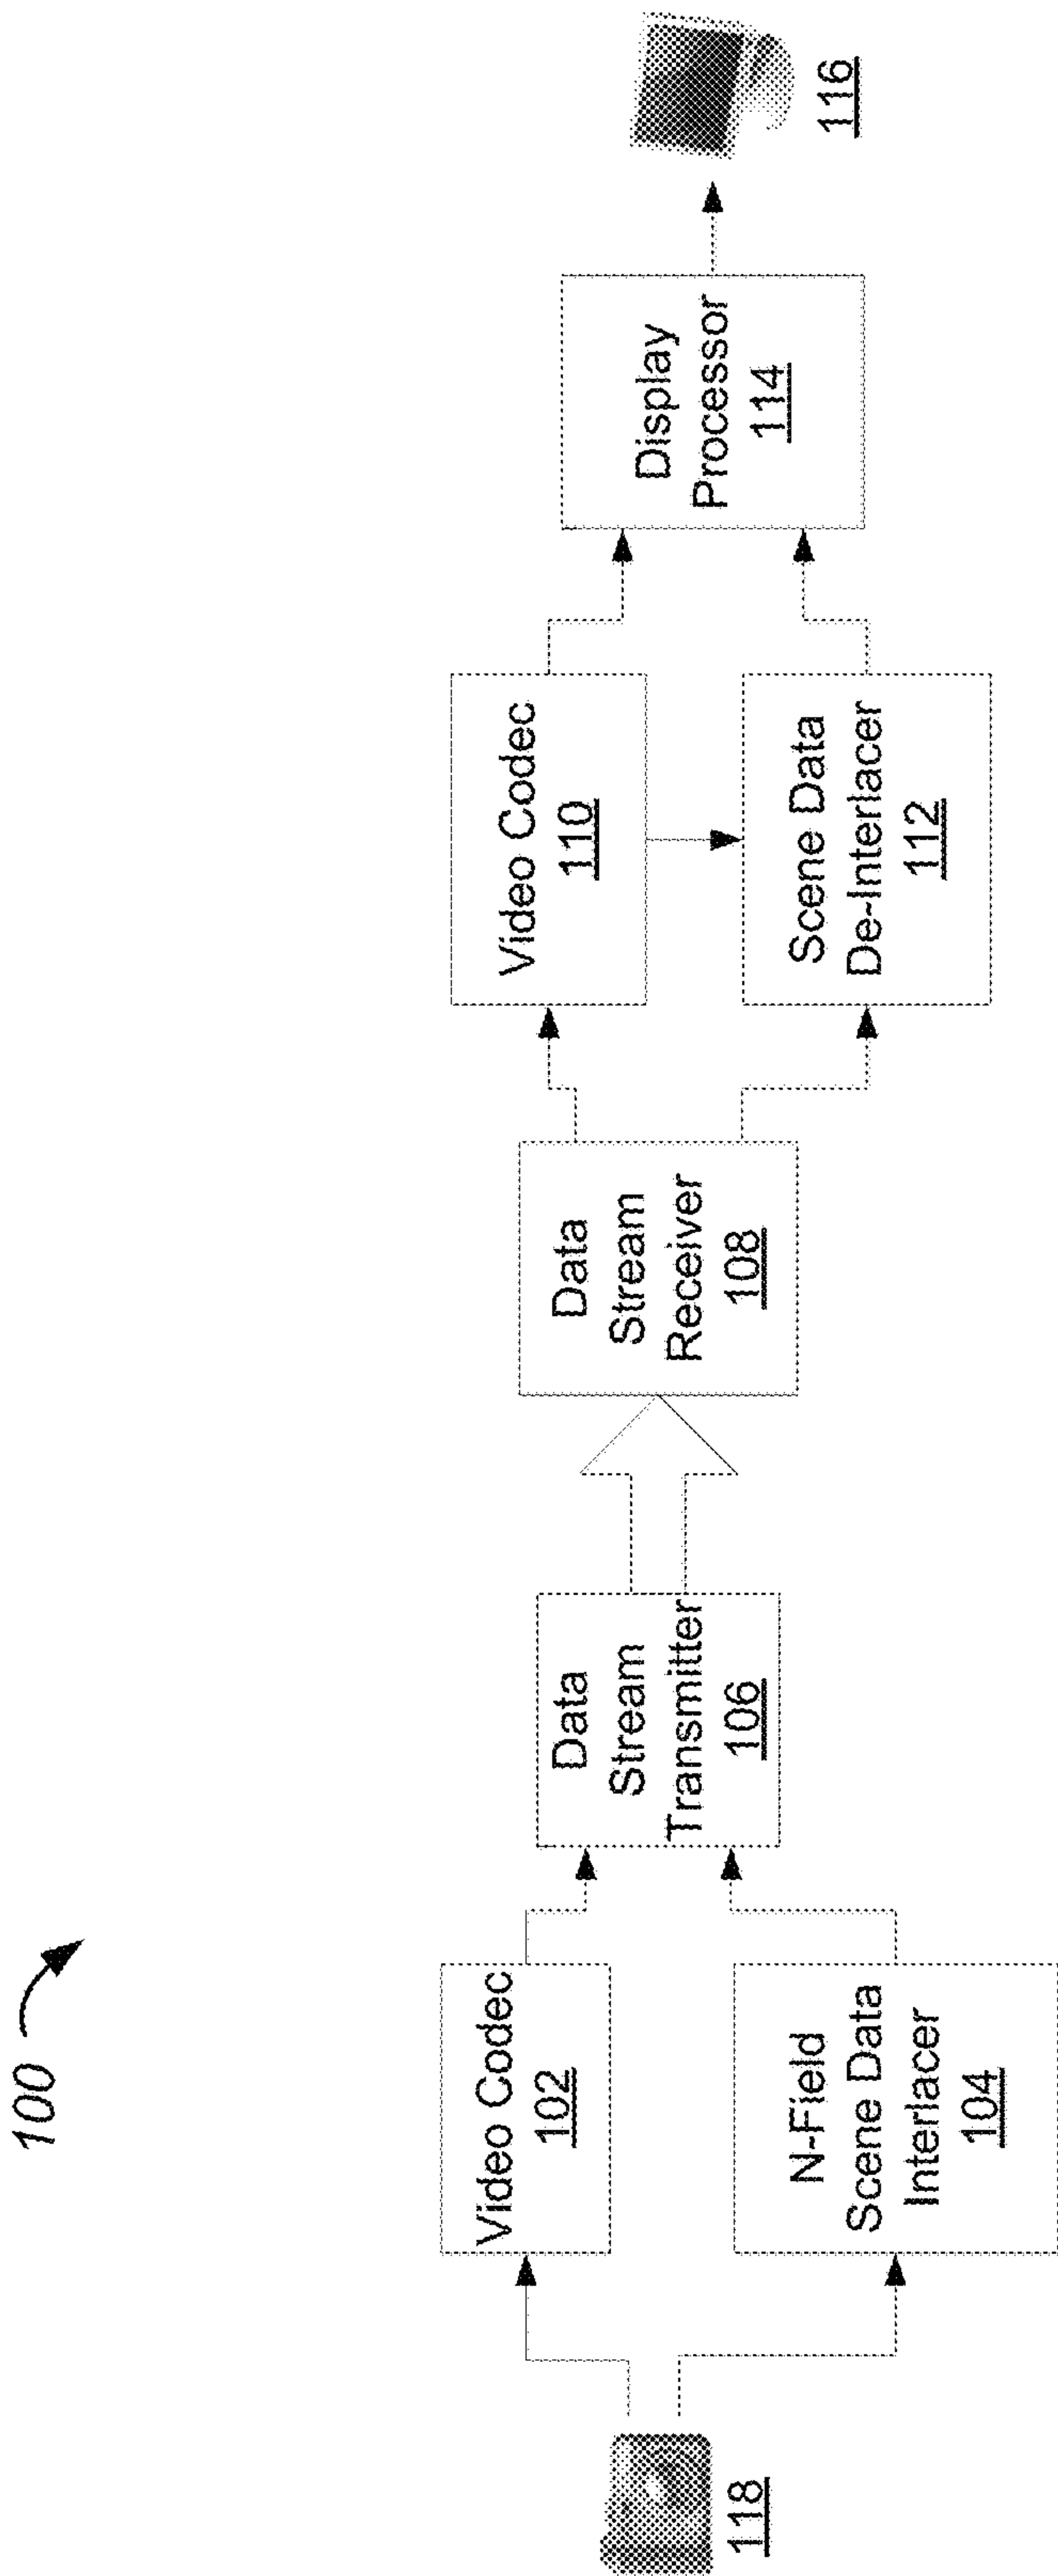 100
118
Video Codec
102
N-Field
Scene Data
Interlacer
104
Data
Stream
Transmitter
106
Data
Stream
Receiver
108
Video Codec
110
Scene Data
De-Interlacer
112
Display
Processor
114
116